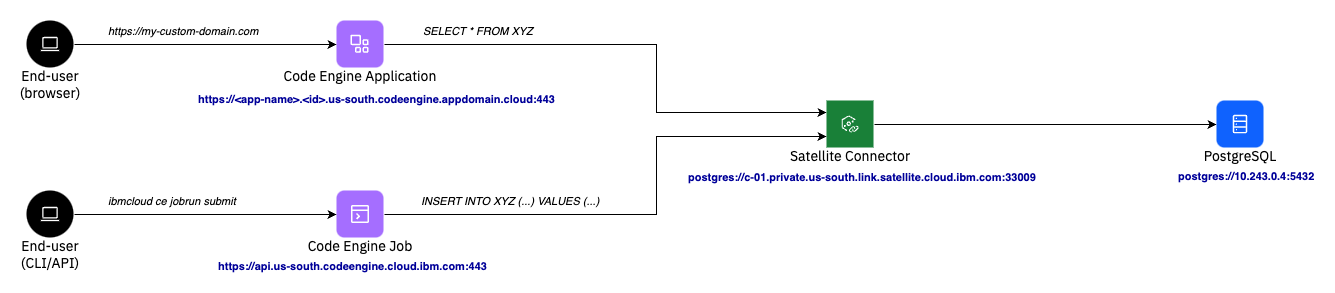 https://my-custom-domain.com
SELECT * FROM XYZ
End-user
(browser)
Code Engine Application
https://<app-name>.<id>.us-south.codeengine.appdomain.cloud:443
Satellite Connector
postgres://c-01.private.us-south.link.satellite.cloud.ibm.com:33009
PostgreSQL
postgres://10.243.0.4:5432
ibmcloud ce jobrun submit
INSERT INTO XYZ (...) VALUES (...)
End-user
(CLI/API)
Code Engine Job
https://api.us-south.codeengine.cloud.ibm.com:443